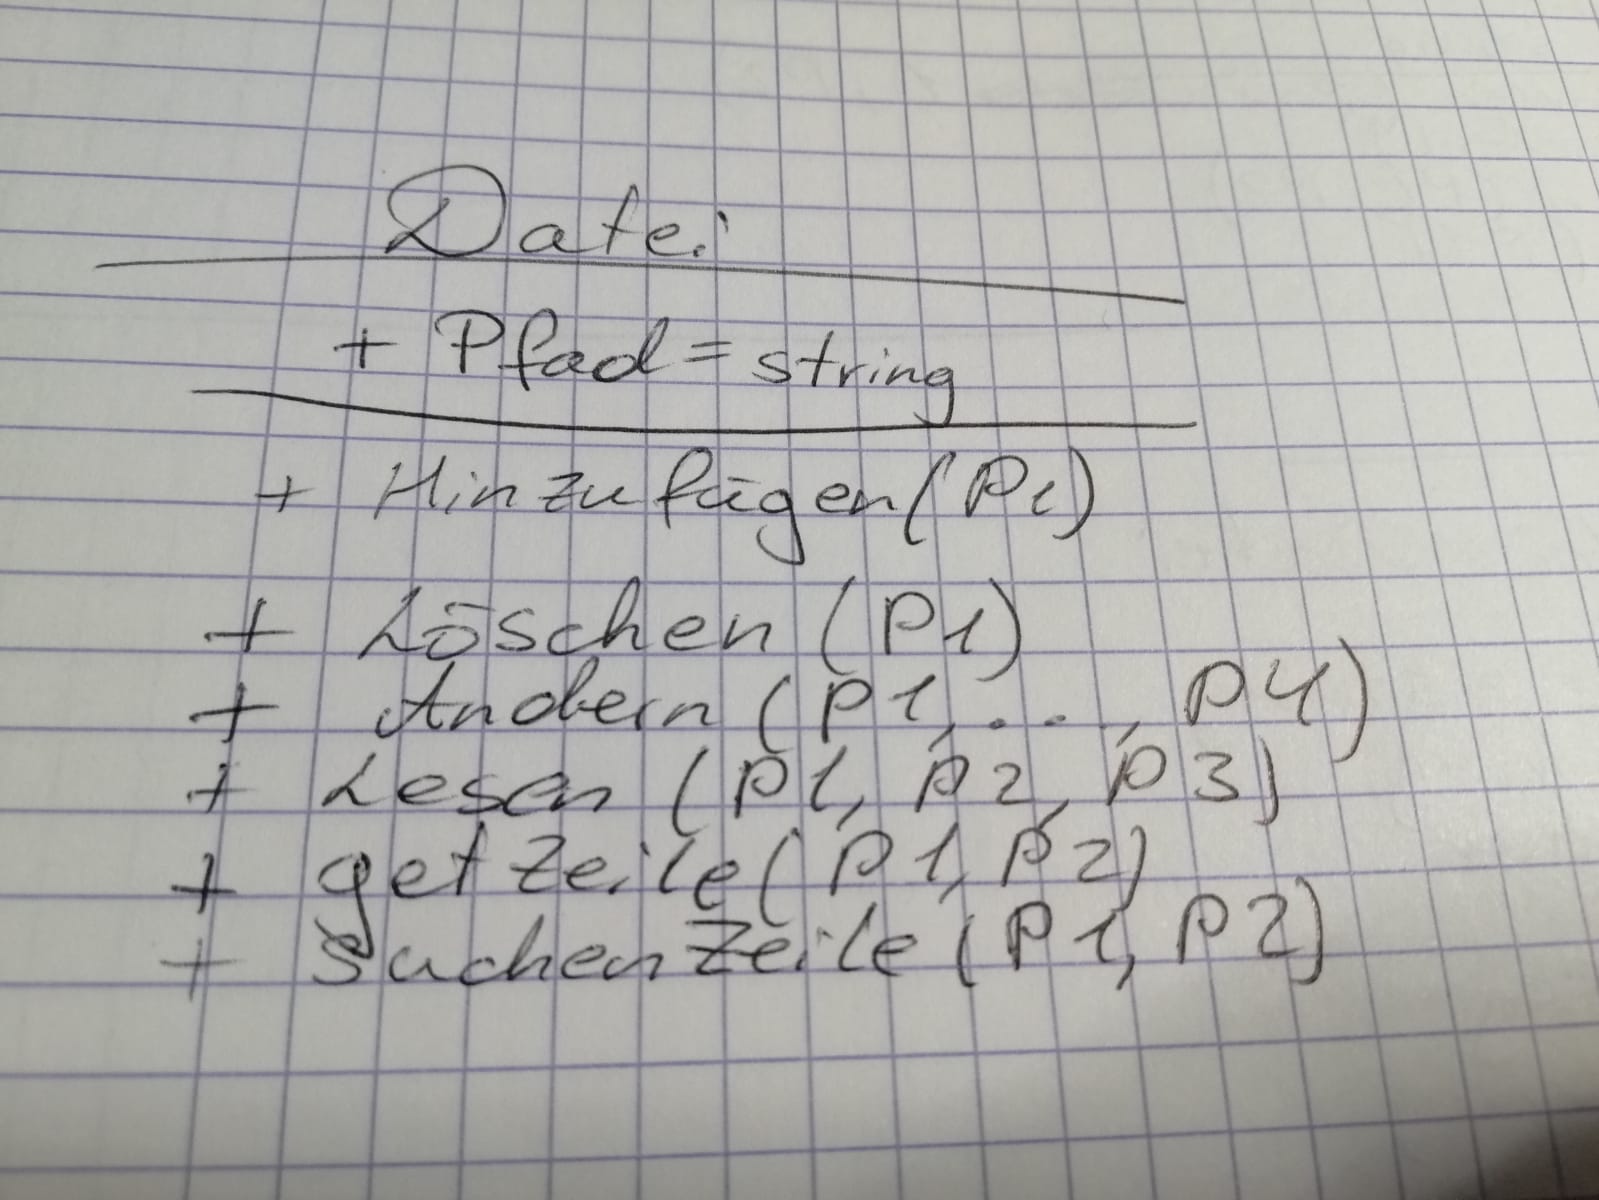 Datei
+ Pfad = string
+ Hinzufügen (P1)
+ Löschen (P1)
+ Ändern (P1, ..., P4)
+ Lesen (P1, P2, P3)
+ getZeile (P1, P2)
+ SuchenZeile (P1, P2)